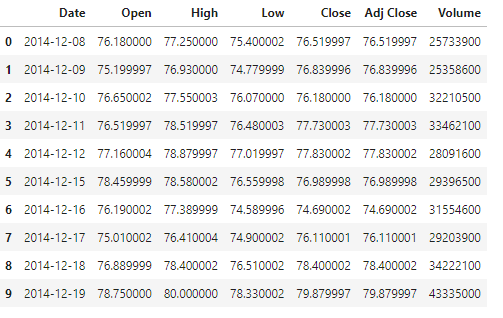 Date Open High Low Close Adj Close Volume
0 2014-12-08 76.180000 77.250000 75.400002 76.519997 76.519997 25733900
1 2014-12-09 75.199997 76.930000 74.779999 76.839996 76.839996 25358600
2 2014-12-10 76.650002 77.550003 76.070000 76.180000 76.180000 32210500
3 2014-12-11 76.519997 78.519997 76.480003 77.730003 77.730003 33462100
4 2014-12-12 77.160004 78.879997 77.019997 77.830002 77.830002 28091600
5 2014-12-15 78.459999 78.580002 76.559998 76.989998 76.989998 29396500
6 2014-12-16 76.190002 77.389999 74.589996 74.690002 74.690002 31554600
7 2014-12-17 75.010002 76.410004 74.900002 76.110001 76.110001 29203900
8 2014-12-18 76.889999 78.400002 76.510002 78.400002 78.400002 34222100
9 2014-12-19 78.750000 80.000000 78.330002 79.879997 79.879997 43335000